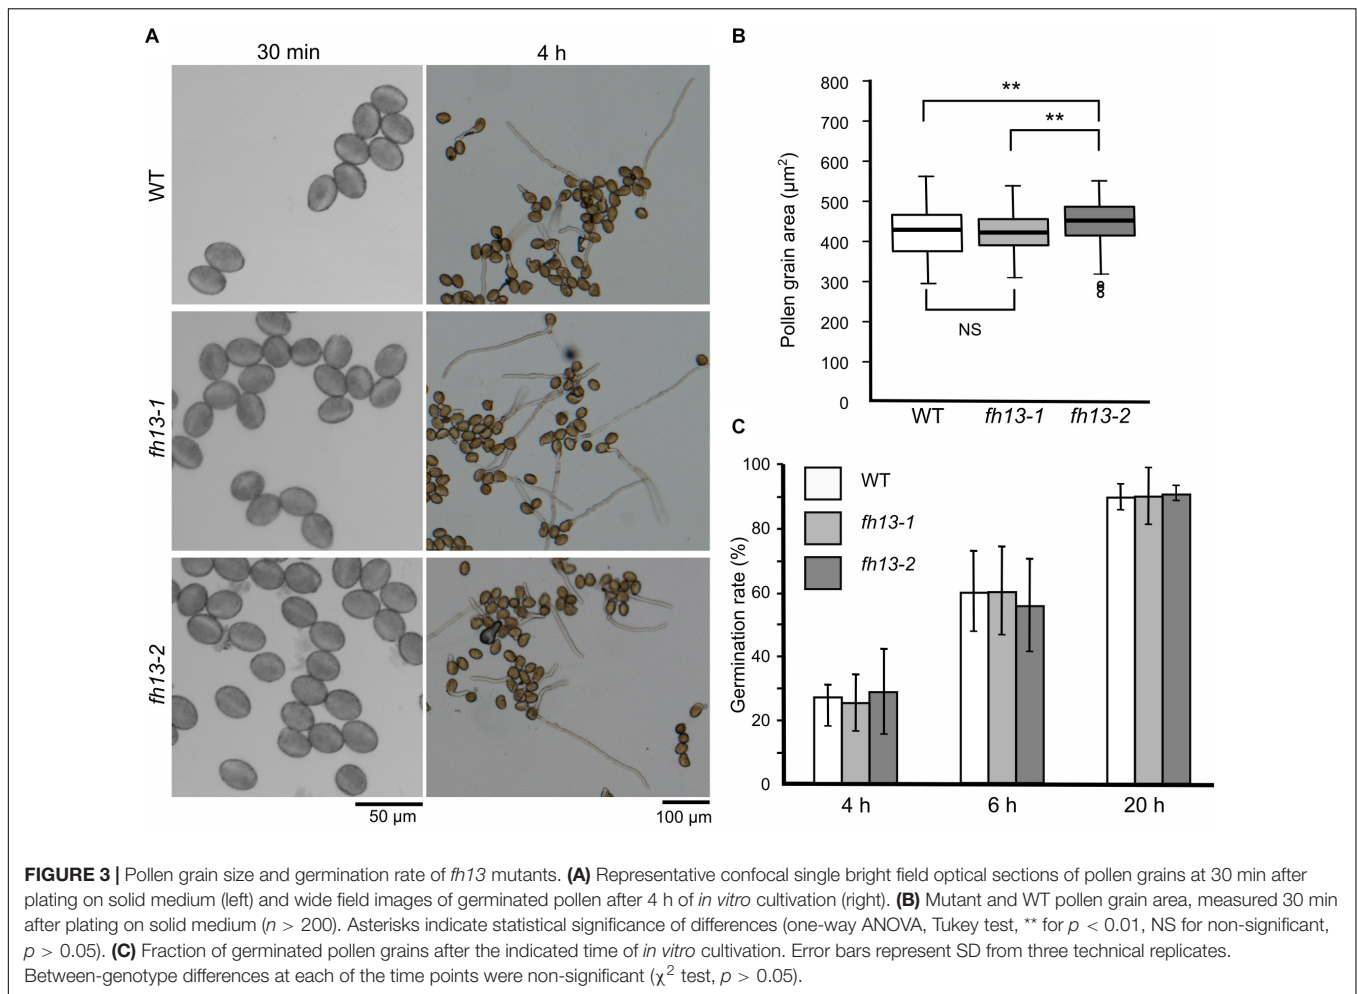 A
30 min
4 h
WT
fh13-1
fh13-2
50 µm
100 µm
B
Pollen grain area (µm²)
800
700
600
500
400
300
200
100
0
**
**
NS
WT
fh13-1
fh13-2
C
Germination rate (%)
100
80
60
40
20
0
WT
fh13-1
fh13-2
4 h
6 h
20 h
FIGURE 3 | Pollen grain size and germination rate of fh13 mutants. (A) Representative confocal single bright field optical sections of pollen grains at 30 min after
plating on solid medium (left) and wide field images of germinated pollen after 4 h of in vitro cultivation (right). (B) Mutant and WT pollen grain area, measured 30 min
after plating on solid medium (n > 200). Asterisks indicate statistical significance of differences (one-way ANOVA, Tukey test, ** for p < 0.01, NS for non-significant,
p > 0.05). (C) Fraction of germinated pollen grains after the indicated time of in vitro cultivation. Error bars represent SD from three technical replicates.
Between-genotype differences at each of the time points were non-significant (χ² test, p > 0.05).